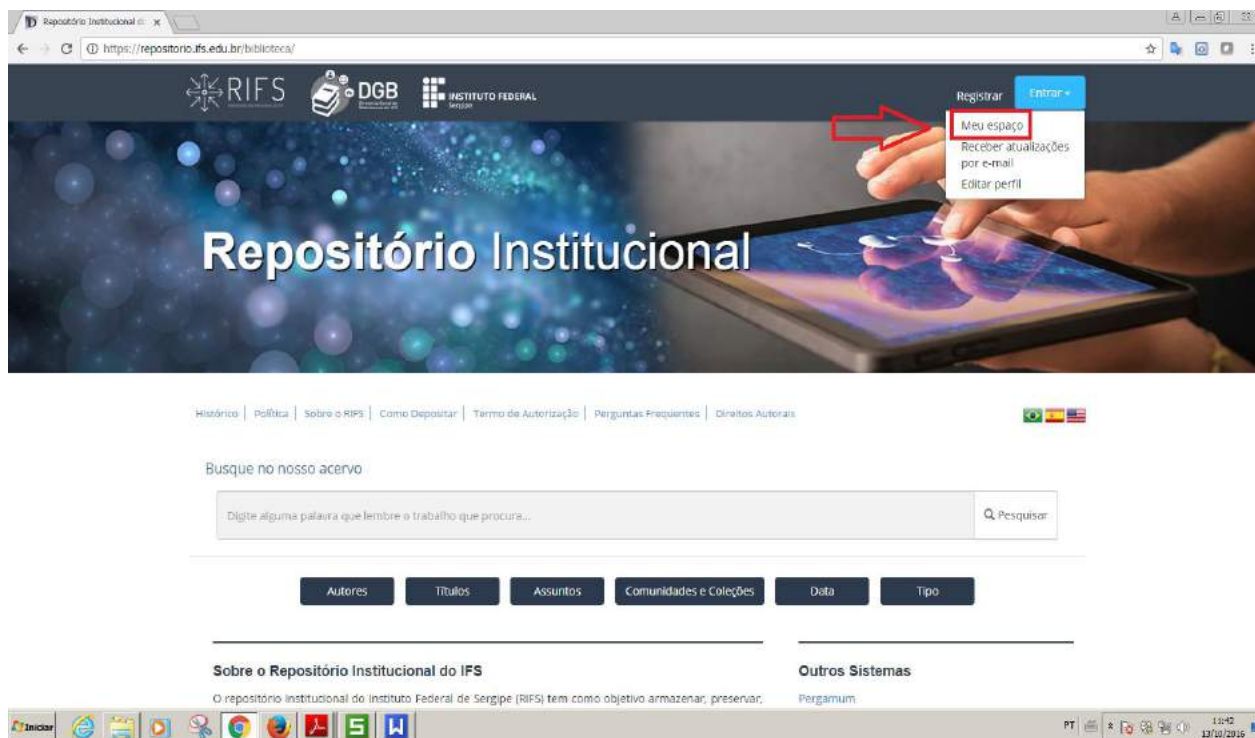 Repositório Institucional d
https://repositorio.ifs.edu.br/biblioteca/
RIFS
DGB
INSTITUTO FEDERAL
Sergipe
Registrar
Entrar
Meu espaço
Receber atualizações
por e-mail
Editar perfil
Repositório Institucional
Histórico | Política | Sobre o RIFS | Como Depositar | Termo de Autorização | Perguntas Frequentes | Direitos Autorais
Busque no nosso acervo
Digite alguma palavra que lembre o trabalho que procura...
Pesquisar
Autores
Títulos
Assuntos
Comunidades e Coleções
Data
Tipo
Sobre o Repositório Institucional do IFS
O repositório institucional do Instituto Federal de Sergipe (RIFS) tem como objetivo armazenar, preservar,
Outros Sistemas
Pergamum
Iniciar
PT
11:42
13/10/2016